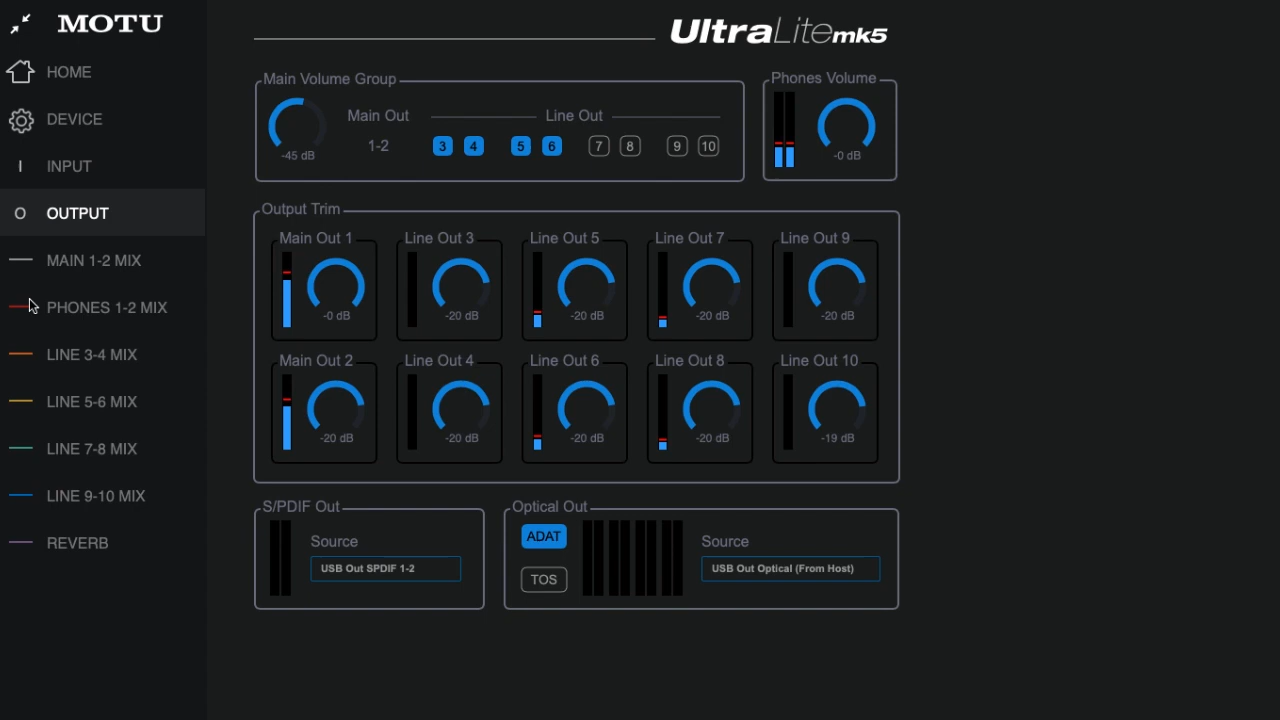 MOTU
HOME
DEVICE
I INPUT
O OUTPUT
MAIN 1-2 MIX
PHONES 1-2 MIX
LINE 3-4 MIX
LINE 5-6 MIX
LINE 7-8 MIX
LINE 9-10 MIX
REVERB
UltraLitemk5
Main Volume Group
Main Out Line Out
1-2 3 4 5 6 7 8 9 10
-45 dB
Phones Volume
-0 dB
Output Trim
Main Out 1 Line Out 3 Line Out 5 Line Out 7 Line Out 9
-0 dB -20 dB -20 dB -20 dB -20 dB
Main Out 2 Line Out 4 Line Out 6 Line Out 8 Line Out 10
-20 dB -20 dB -20 dB -20 dB -19 dB
S/PDIF Out
Source
USB Out SPDIF 1-2
Optical Out
ADAT
TOS
Source
USB Out Optical (From Host)